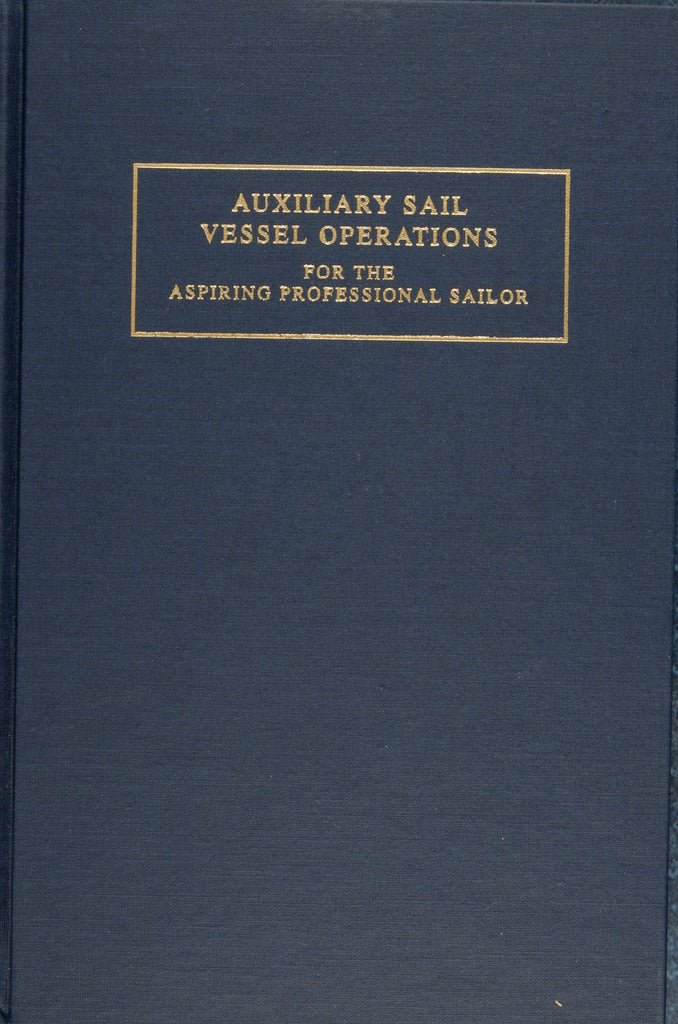 AUXILIARY SAIL
VESSEL OPERATIONS
FOR THE
ASPIRING PROFESSIONAL SAILOR